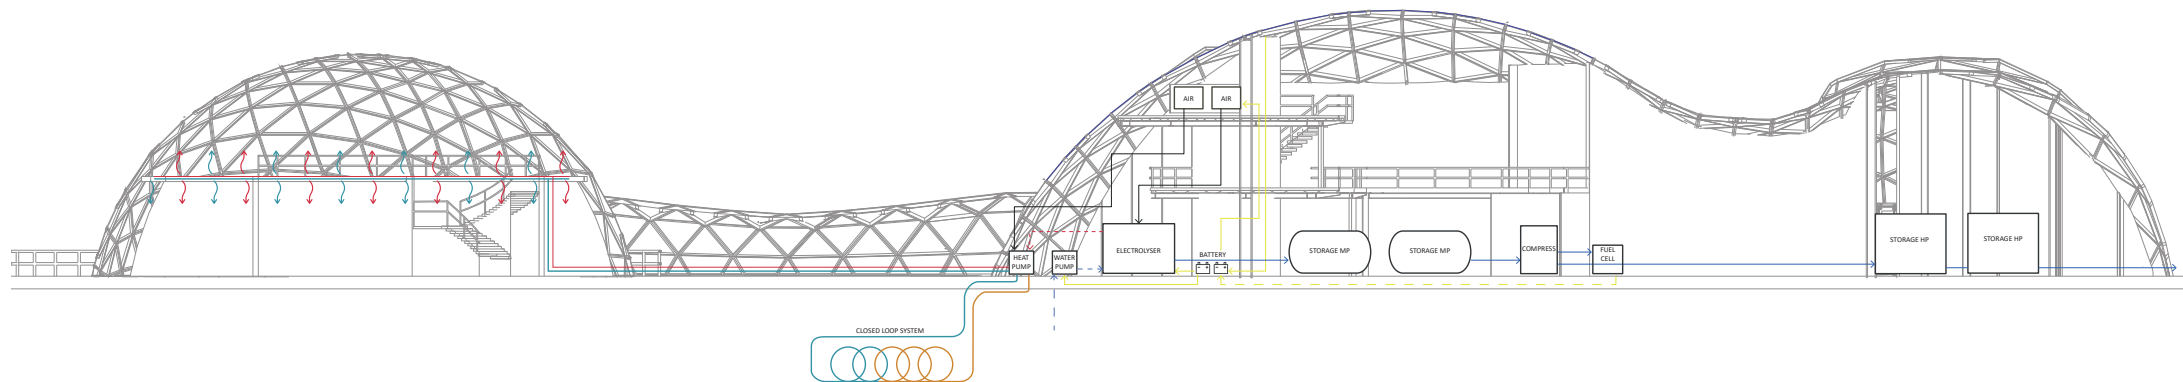 AIR
AIR
HEAT
PUMP
WATER
PUMP
ELECTROLYSER
BATTERY
STORAGE MP
STORAGE MP
COMPRESS
FUEL
CELL
STORAGE HP
STORAGE HP
CLOSED LOOP SYSTEM